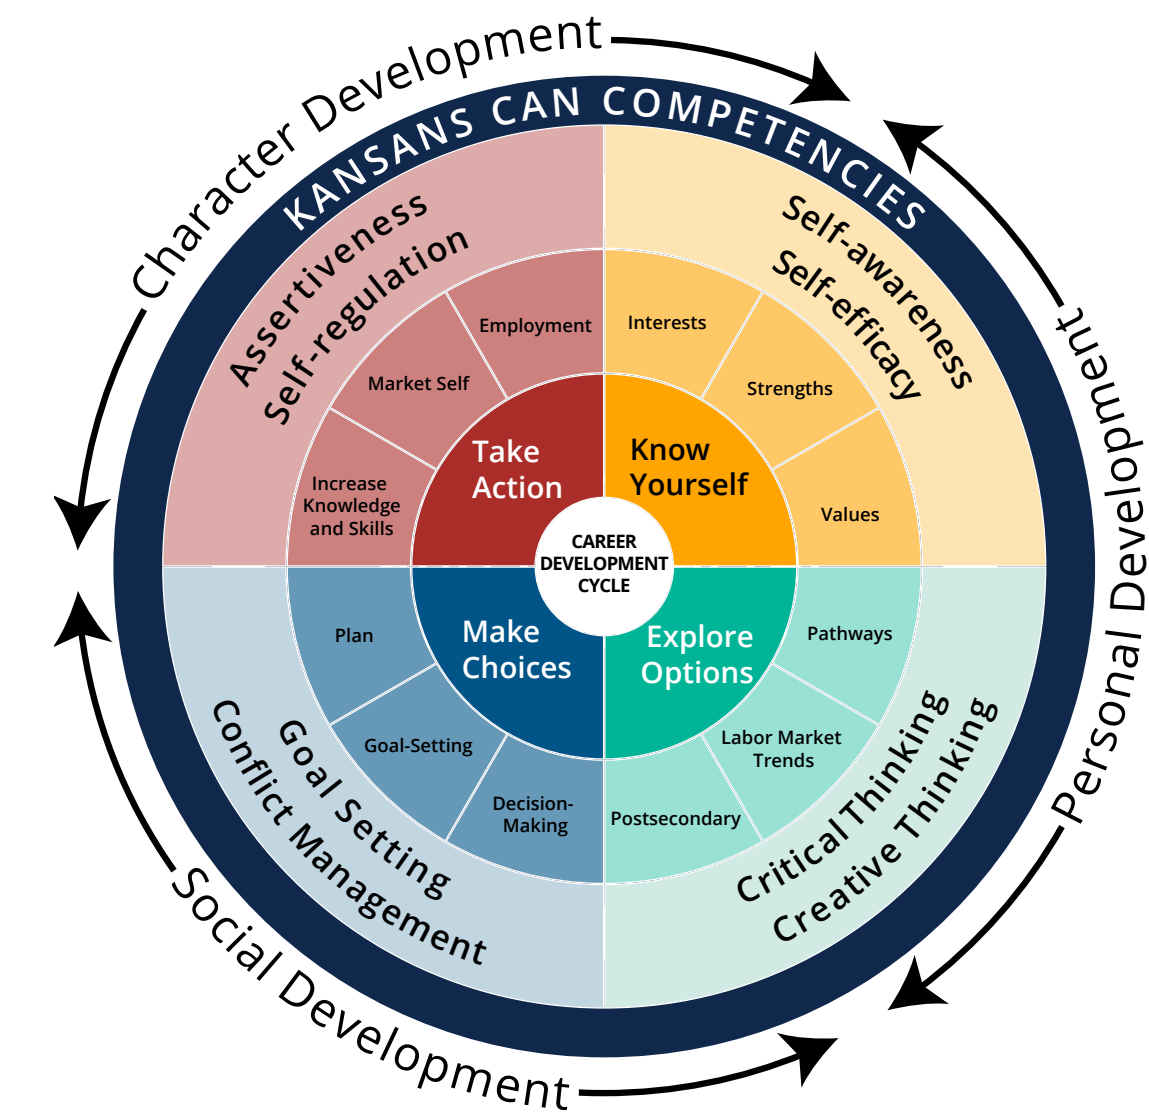 Character Development
KANSANS CAN COMPETENCIES
Personal Development
Social Development
Assertiveness
Self-regulation
Self-awareness
Self-efficacy
Employment
Market Self
Increase
Knowledge
and Skills
Interests
Strengths
Values
Take
Action
Know
Yourself
CAREER
DEVELOPMENT
CYCLE
Make
Choices
Explore
Options
Plan
Goal-Setting
Decision-
Making
Pathways
Labor Market
Trends
Postsecondary
Goal Setting
Conflict Management
Critical Thinking
Creative Thinking